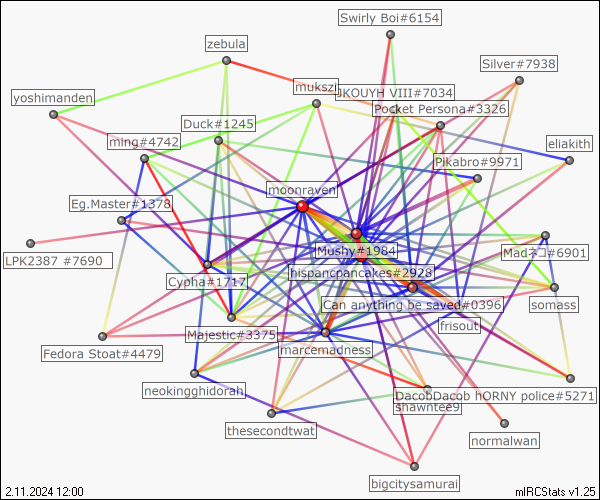 Swirly Boi#6154
zebula
Silver#7938
mukszi
JKOUYH VIII#7034
yoshimanden
Pocket Persona#3326
Duck#1245
ming#4742
Pikabro#9971
eliakith
moonraven
Eg.Master#1378
Mushy#1984
Madネコ#6901
LPK2387 #7690
hispancpancakes#2928
Cypha#1717
Can anything be saved#0396
somass
frisout
Majestic#3375
Fedora Stoat#4479
marcemadness
neokingghidorah
DacobDacob hORNY police#5271
shawntee9
thesecondtwat
normalwan
bigcitysamurai
2.11.2024 12:00
mIRCStats v1.25